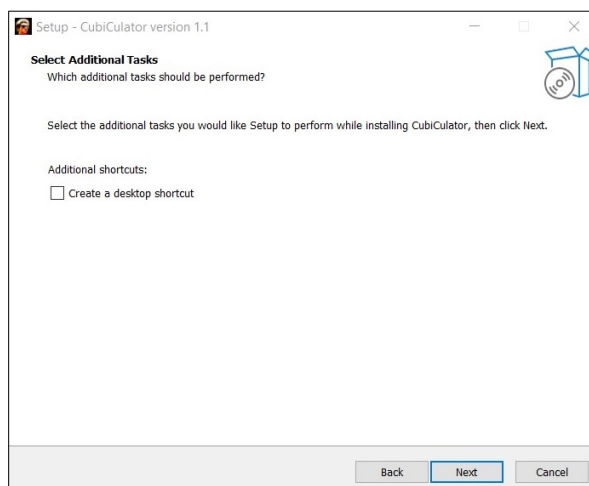 Setup - CubiCulator version 1.1
Select Additional Tasks
Which additional tasks should be performed?
Select the additional tasks you would like Setup to perform while installing CubiCulator, then click Next.
Additional shortcuts:
Create a desktop shortcut
Back Next Cancel